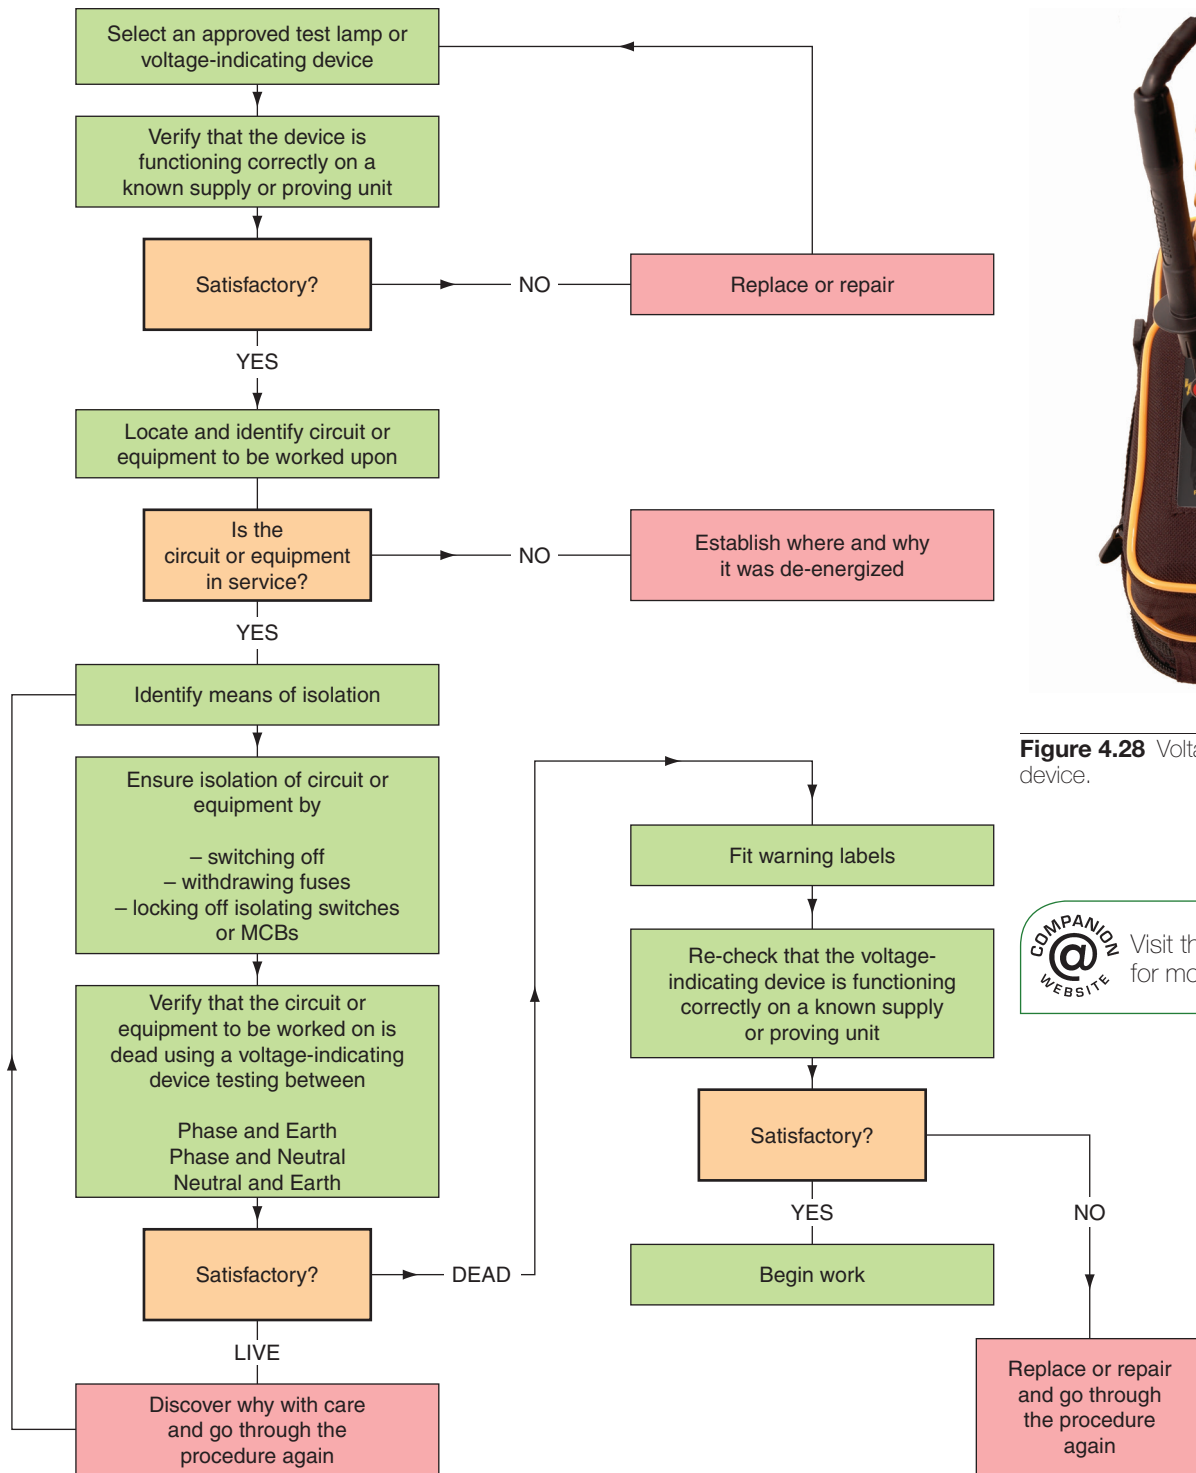 Select an approved test lamp or
voltage-indicating device
Verify that the device is
functioning correctly on a
known supply or proving unit
Satisfactory?
NO
Replace or repair
YES
Locate and identify circuit or
equipment to be worked upon
Is the
circuit or equipment
in service?
NO
Establish where and why
it was de-energized
YES
Identify means of isolation
Ensure isolation of circuit or
equipment by
– switching off
– withdrawing fuses
– locking off isolating switches
or MCBs
Verify that the circuit or
equipment to be worked on is
dead using a voltage-indicating
device testing between
Phase and Earth
Phase and Neutral
Neutral and Earth
Satisfactory?
DEAD
LIVE
Discover why with care
and go through the
procedure again
Fit warning labels
Re-check that the voltage-
indicating device is functioning
correctly on a known supply
or proving unit
Satisfactory?
YES
NO
Begin work
Replace or repair
and go through
the procedure
again
Figure 4.28 Volta
device.
COMPANION
@
WEBSITE
Visit th
for mo